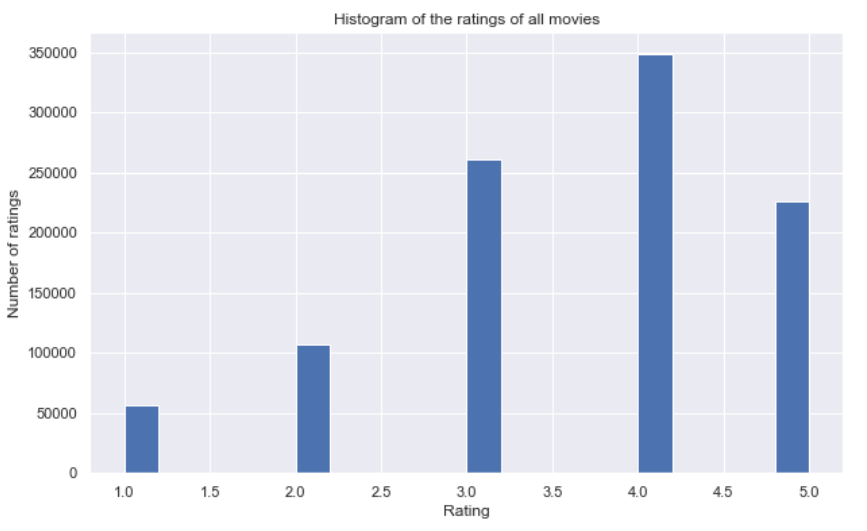 Histogram of the ratings of all movies
350000
300000
250000
200000
150000
100000
50000
0
Number of ratings
1.0 1.5 2.0 2.5 3.0 3.5 4.0 4.5 5.0
Rating